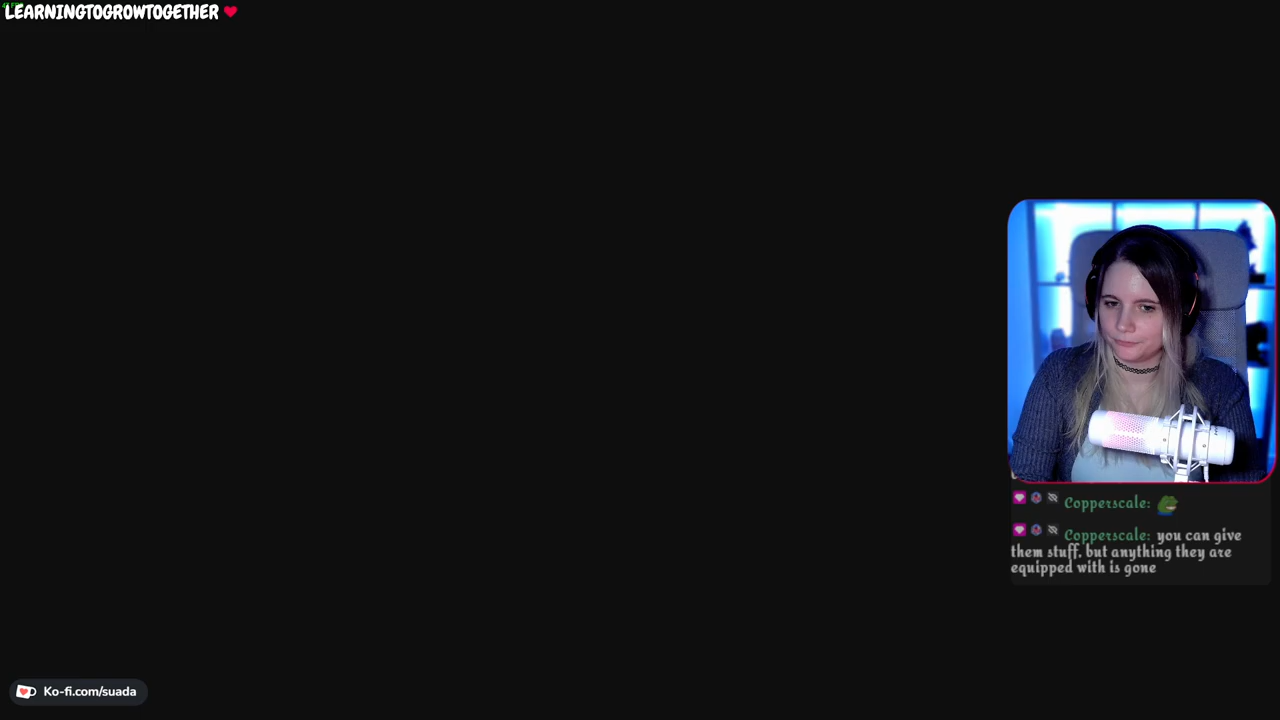 LEARNINGTOGROWTOGETHER
Copperscale:
Copperscale: you can give
them stuff. but anything they are
equipped with is gone
Ko-fi.com/suada